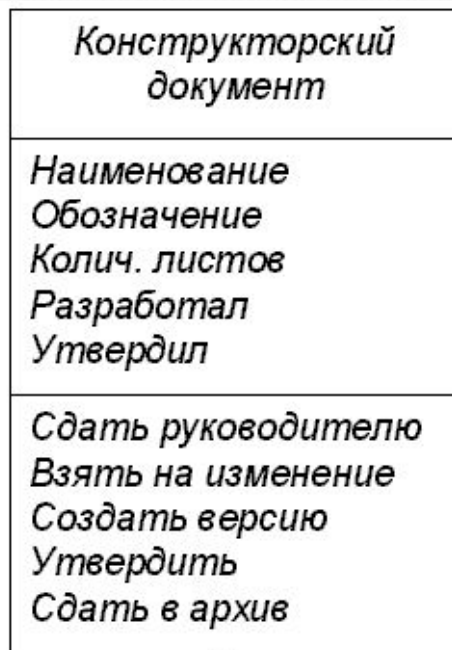 Конструкторский
документ
Наименование
Обозначение
Колич. листов
Разработал
Утвердил
Сдать руководителю
Взять на изменение
Создать версию
Утвердить
Сдать в архив